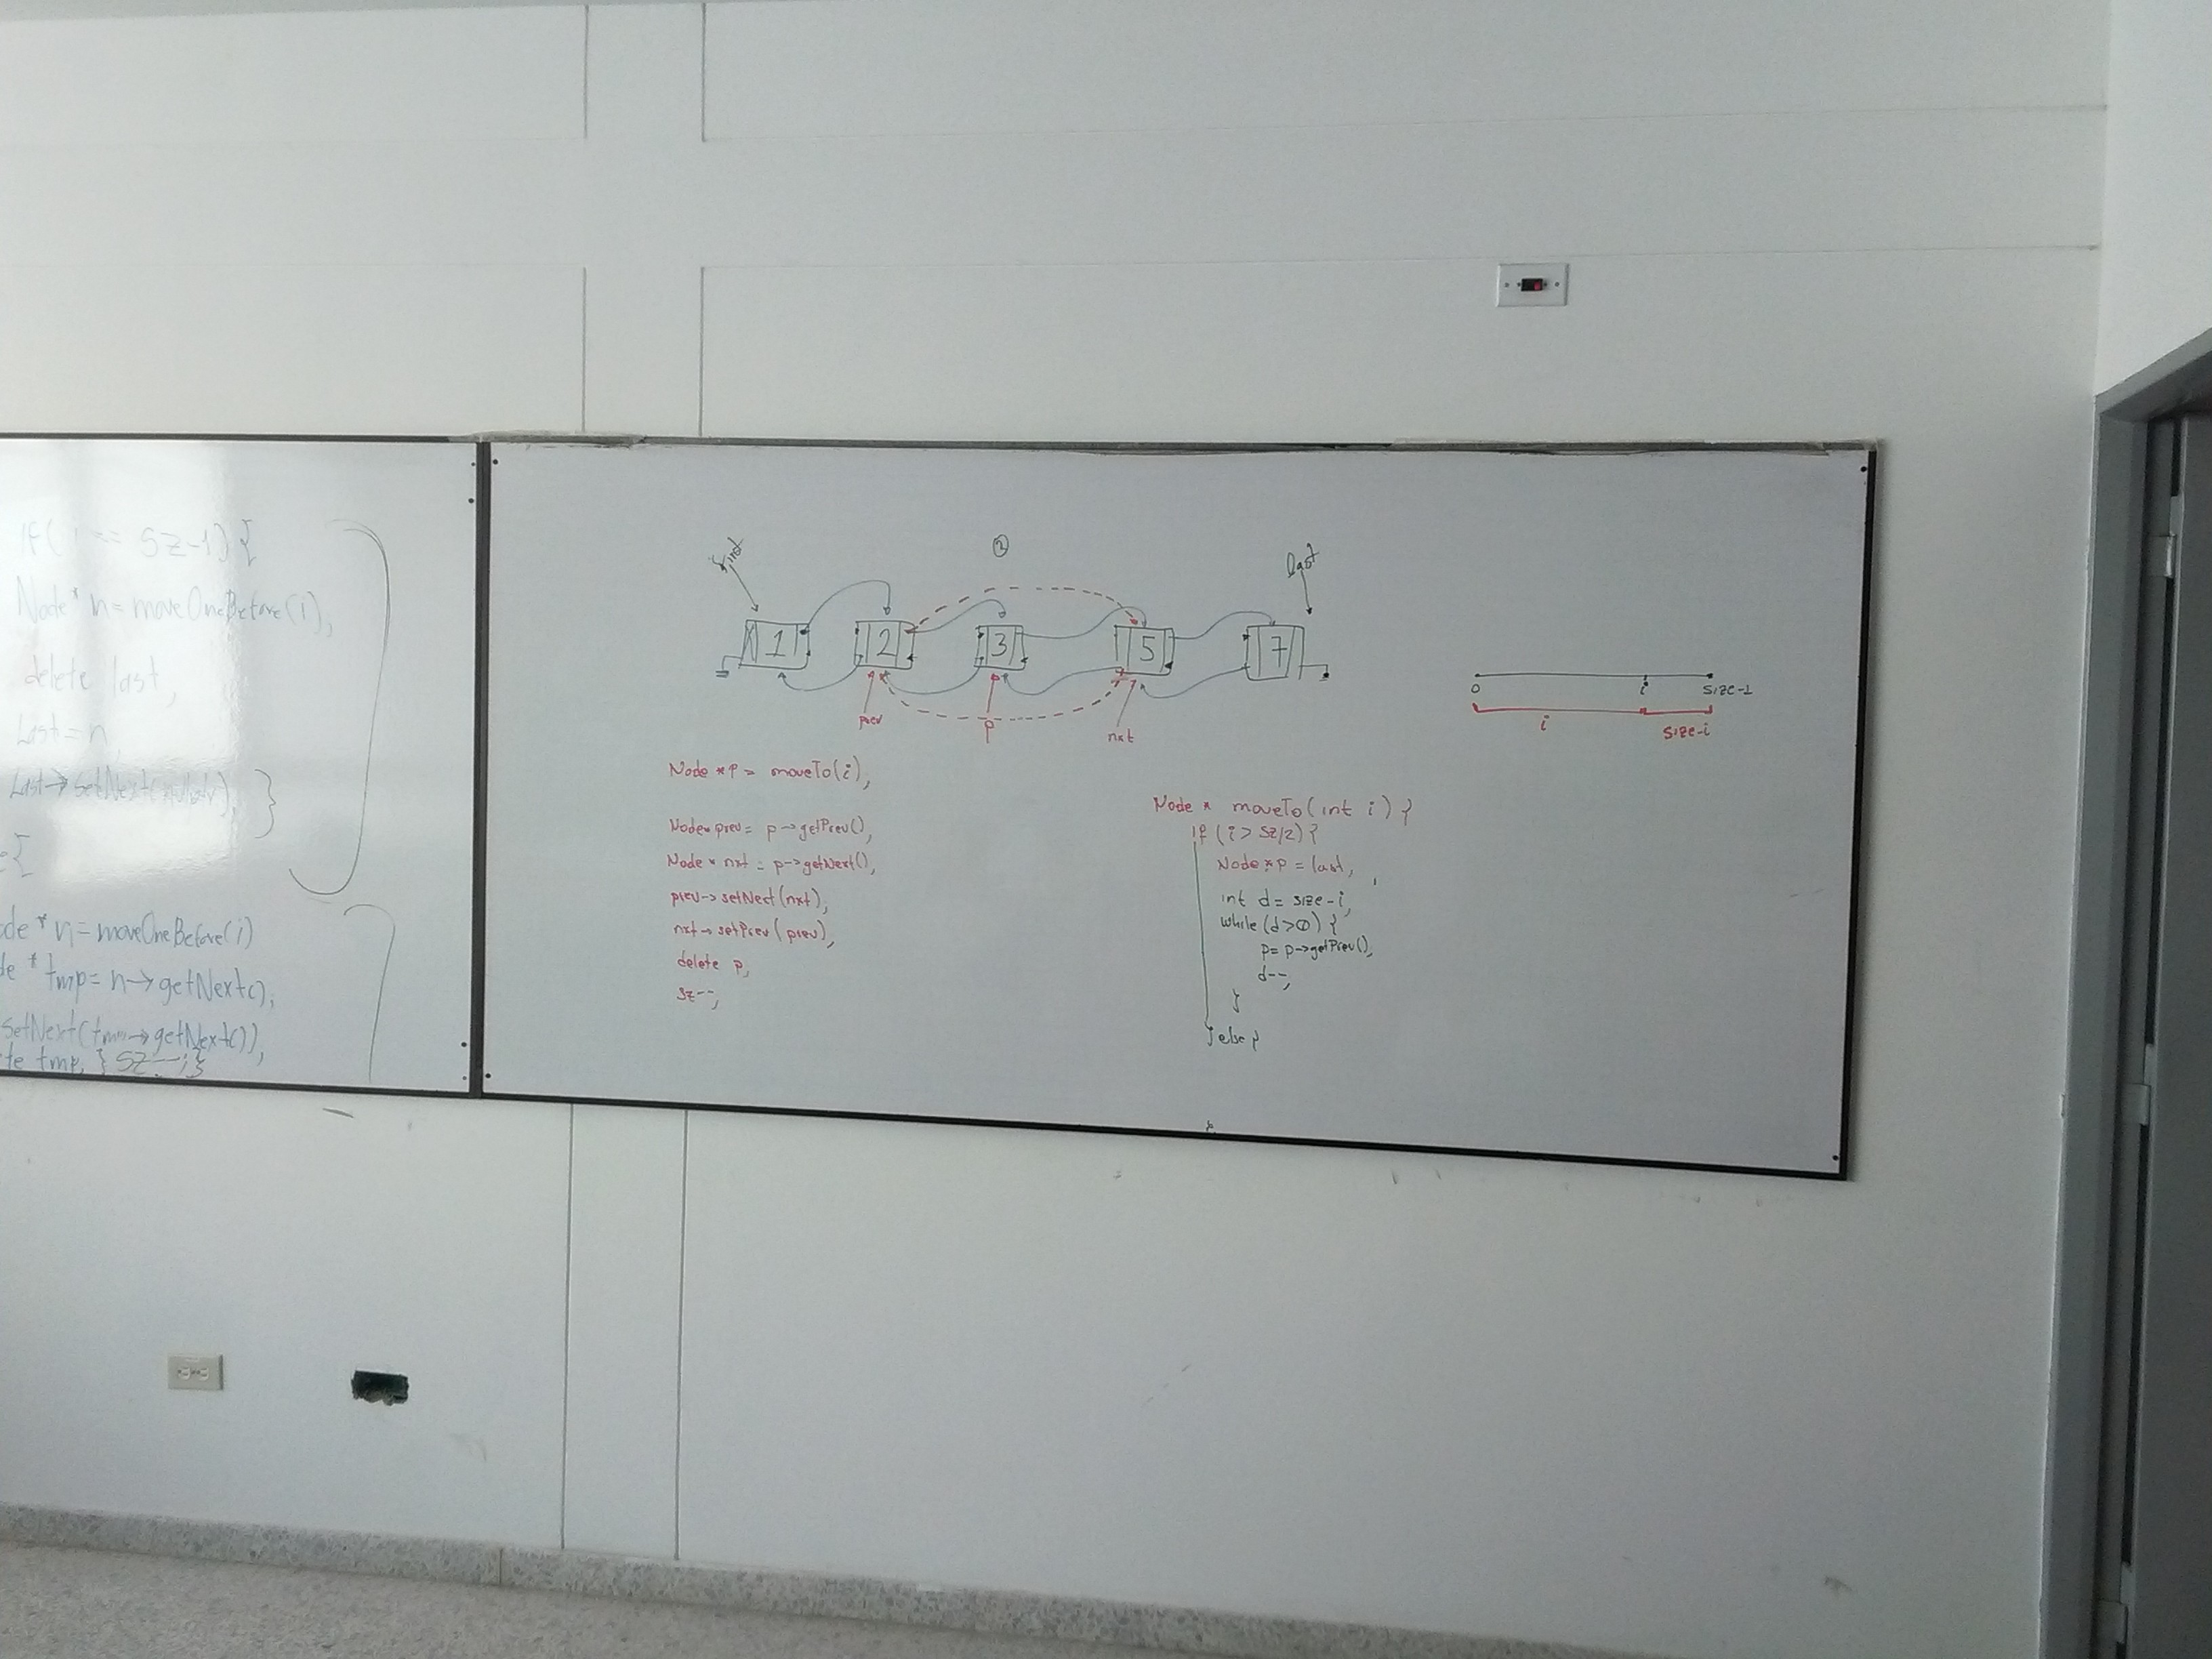 If(i == SZ-1){
Node* n = moveOneBefore(i);
delete last;
Last = n
Last->setNext(nullptr); }
e{
ode * n = moveOneBefore(i)
de * tmp = n->getNext();
setNext(tmp->getNext());
te tmp; } SZ--;}
first
②
last
1 2 3 5 7
prev
p
nxt
0 i size-1
i size-i
Node *p = moveTo(i);
Node* prev = p->getPrev();
Node * nxt = p->getNext();
prev->setNext(nxt);
nxt->setPrev(prev);
delete p;
sz--;
Node * moveTo(int i) {
if (i > sz/2) {
Node *p = last;
int d = size-i;
while (d>0) {
p = p->getPrev();
d--;
}
}else{
}